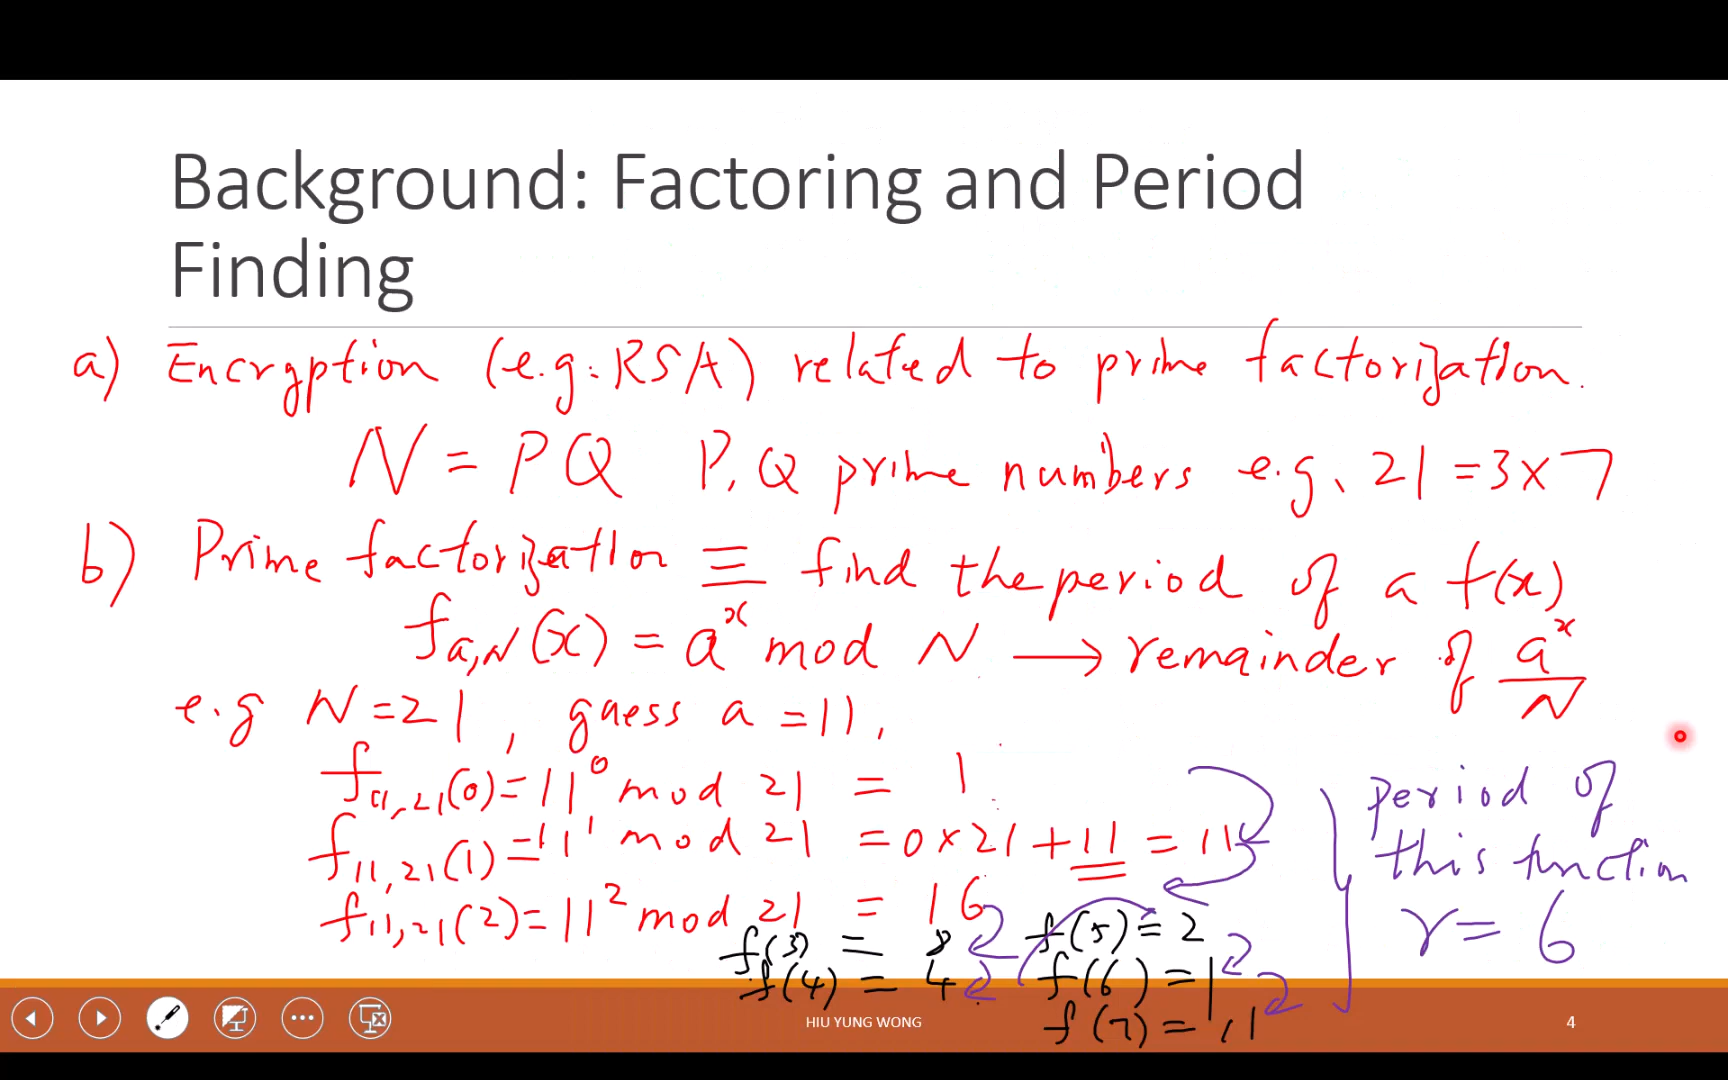 Background: Factoring and Period
Finding
a) Encryption (e.g. RSA) related to prime factorization.
N = PQ P, Q prime numbers e.g. 21 = 3 x 7
b) Prime factorization ≡ find the period of a f(x)
f_{a,N}(x) = a^x mod N → remainder of a^x/N
e.g N = 21, guess a = 11,
f_{11,21}(0) = 11^0 mod 21 = 1
f_{11,21}(1) = 11^1 mod 21 = 0 x 21 + 11 = 11
f_{11,21}(2) = 11^2 mod 21 = 16
f(3) = 8
f(4) = 4
f(5) = 2
f(6) = 1
f(7) = 11
period of
this function
r = 6
HIU YUNG WONG
4